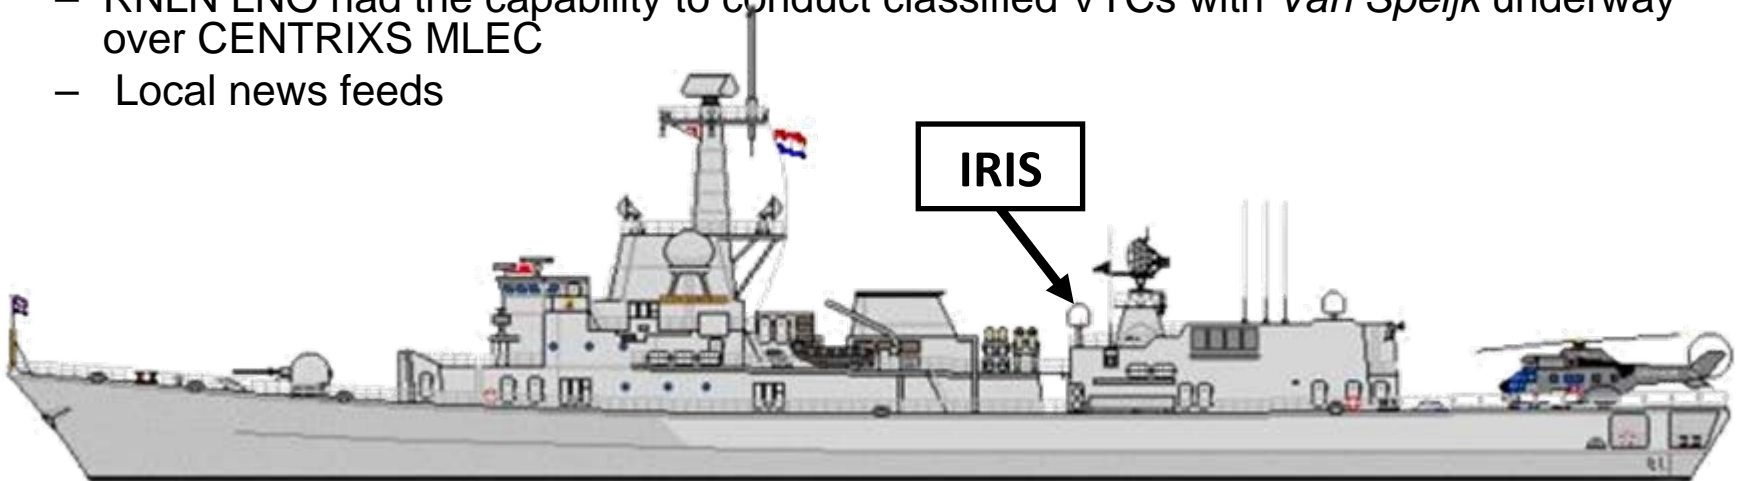 – RNLN LNO had the capability to conduct classified VTCs with Van Speijk underway
over CENTRIXS MLEC
– Local news feeds
IRIS